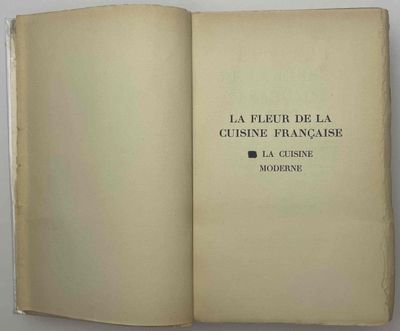 LA FLEUR DE LA
CUISINE FRANÇAISE
LA CUISINE
MODERNE